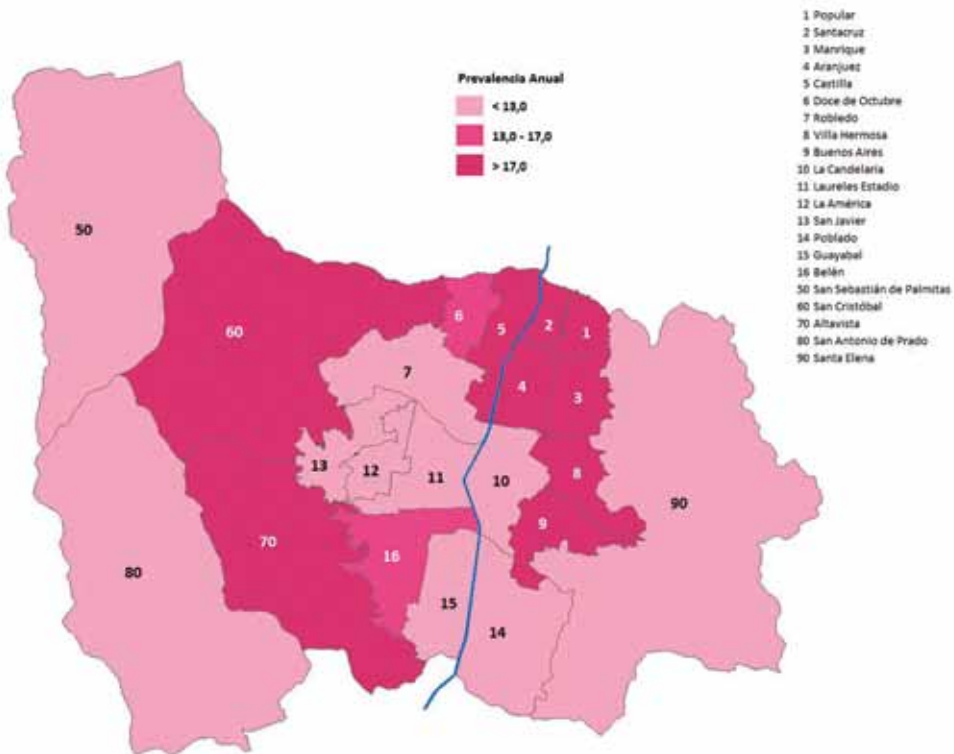 1 Popular
2 Santacruz
3 Manrique
4 Aranjuez
5 Castilla
6 Doce de Octubre
7 Robledo
8 Villa Hermosa
9 Buenos Aires
10 La Candelaria
11 Laureles Estadio
12 La América
13 San Javier
14 Poblado
15 Guayabal
16 Belén
50 San Sebastián de Palmitas
60 San Cristóbal
70 Altavista
80 San Antonio de Prado
90 Santa Elena
Prevalencia Anual
< 13,0
13,0 - 17,0
> 17,0
50
60
6
5
2
1
7
4
3
13
12
11
10
8
90
9
70
16
80
15
14